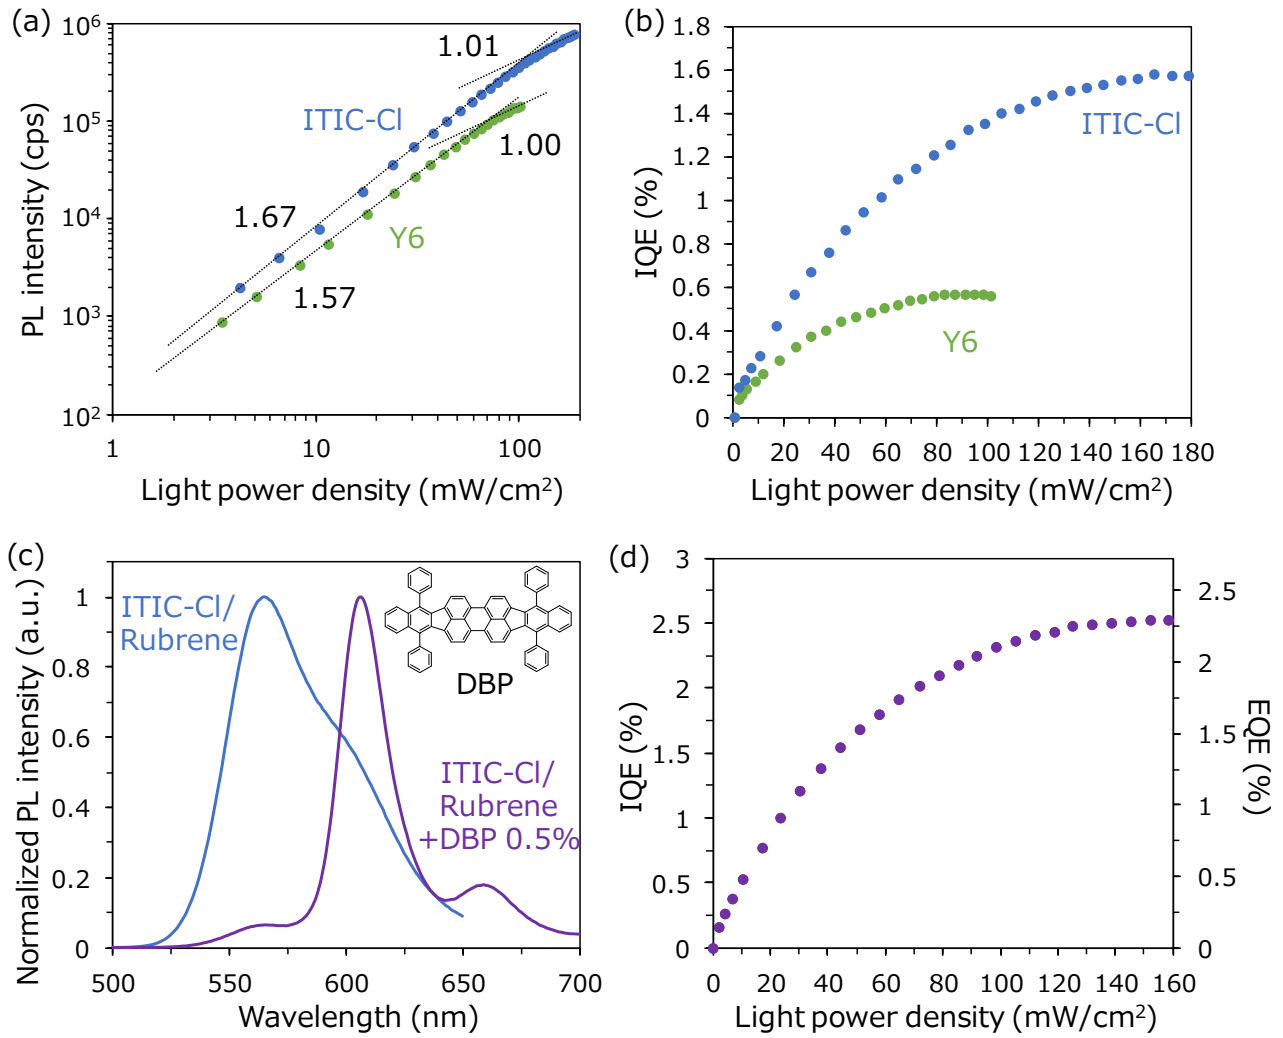 (a)
10⁶
10⁵
10⁴
10³
10²
PL intensity (cps)
1.01
ITIC-Cl
1.00
1.67
Y6
1.57
1
10
100
Light power density (mW/cm²)
(b)
1.8
1.6
1.4
1.2
1
0.8
0.6
0.4
0.2
0
IQE (%)
ITIC-Cl
Y6
0
20
40
60
80
100
120
140
160
180
Light power density (mW/cm²)
(c)
1
0.8
0.6
0.4
0.2
0
Normalized PL intensity (a.u.)
ITIC-Cl/
Rubrene
DBP
ITIC-Cl/
Rubrene
+DBP 0.5%
500
550
600
650
700
Wavelength (nm)
(d)
3
2.5
2
1.5
1
0.5
0
IQE (%)
2.5
2
1.5
1
0.5
0
EQE (%)
0
20
40
60
80
100
120
140
160
Light power density (mW/cm²)